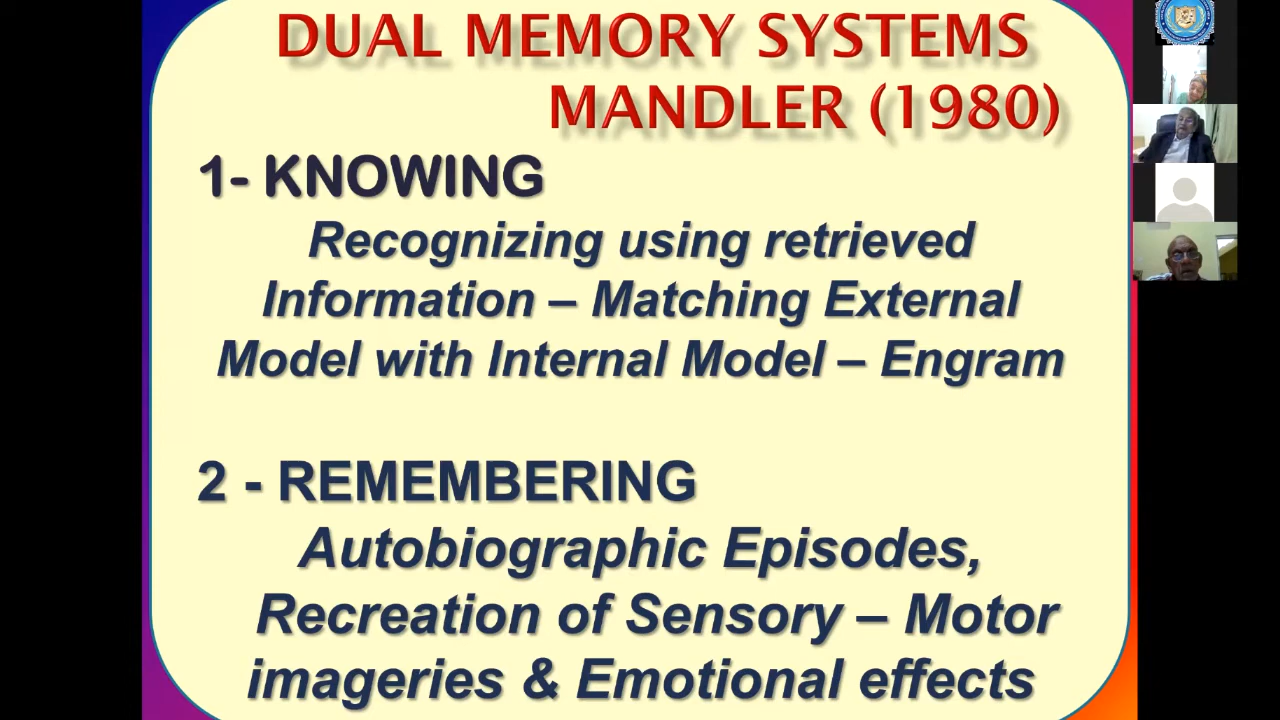 DUAL MEMORY SYSTEMS
MANDLER (1980)
1- KNOWING
Recognizing using retrieved
Information – Matching External
Model with Internal Model – Engram
2 - REMEMBERING
Autobiographic Episodes,
Recreation of Sensory – Motor
imageries & Emotional effects